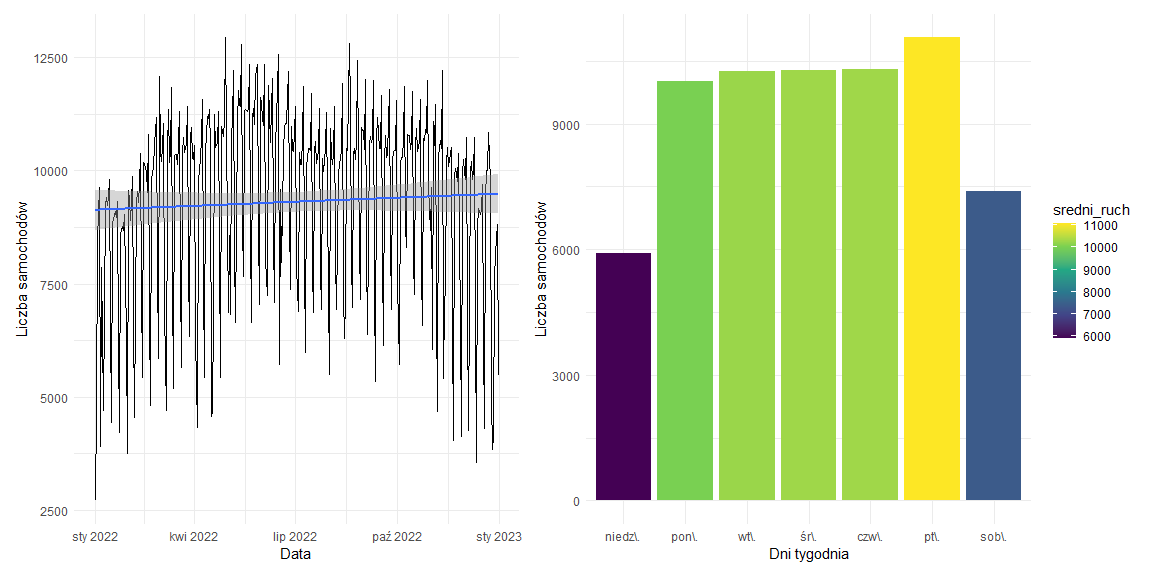 Liczba samochodów
12500
10000
7500
5000
2500
sty 2022
kwi 2022
lip 2022
paź 2022
sty 2023
Data
Liczba samochodów
9000
6000
3000
0
niedz\.
pon\.
wt\.
śr\.
czw\.
pt\.
sob\.
Dni tygodnia
sredni_ruch
11000
10000
9000
8000
7000
6000